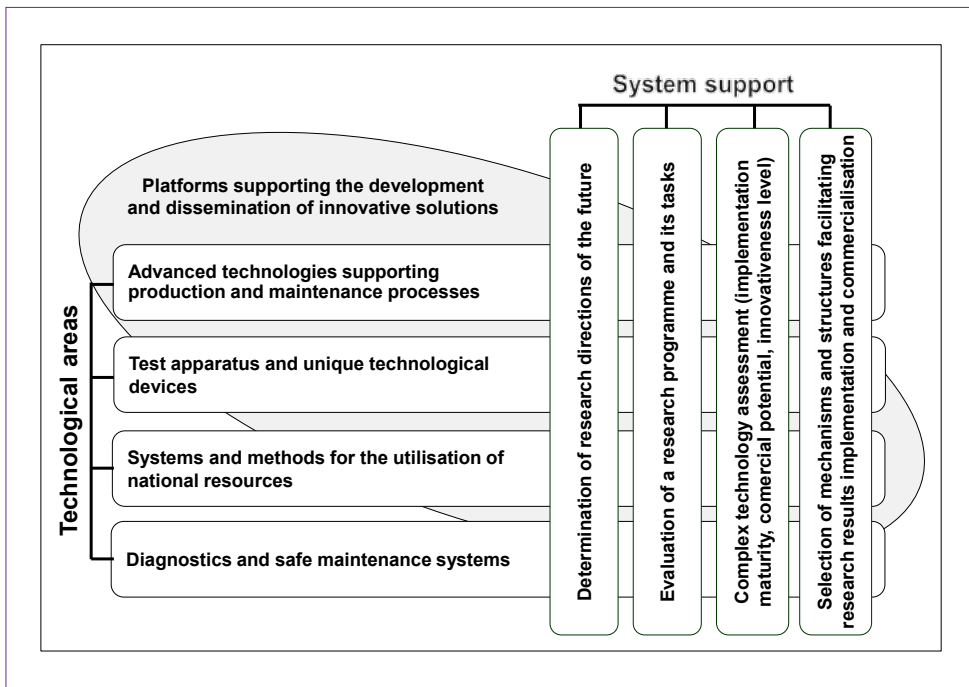 System support
Platforms supporting the development
and dissemination of innovative solutions
Technological areas
Advanced technologies supporting
production and maintenance processes
Test apparatus and unique technological
devices
Systems and methods for the utilisation of
national resources
Diagnostics and safe maintenance systems
Determination of research directions of the future
Evaluation of a research programme and its tasks
Complex technology assessment (implementation
maturity, comercial potential, innovativeness level)
Selection of mechanisms and structures facilitating
research results implementation and commercialisation